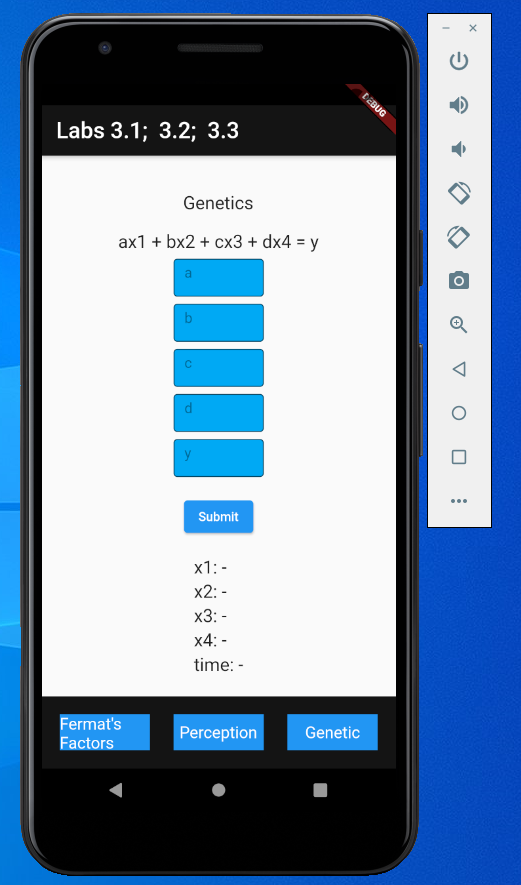 DEBUG
Labs 3.1;  3.2;  3.3
Genetics
ax1 + bx2 + cx3 + dx4 = y
a
b
c
d
y
Submit
x1: -
x2: -
x3: -
x4: -
time: -
Fermat's
Factors
Perception
Genetic